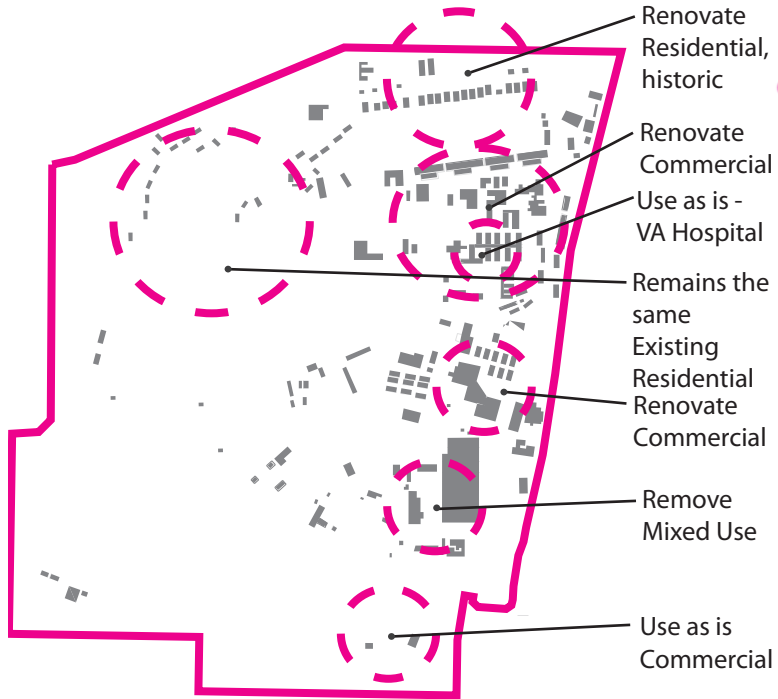 Renovate
Residential,
historic
Renovate
Commercial
Use as is -
VA Hospital
Remains the
same
Existing
Residential
Renovate
Commercial
Remove
Mixed Use
Use as is
Commercial